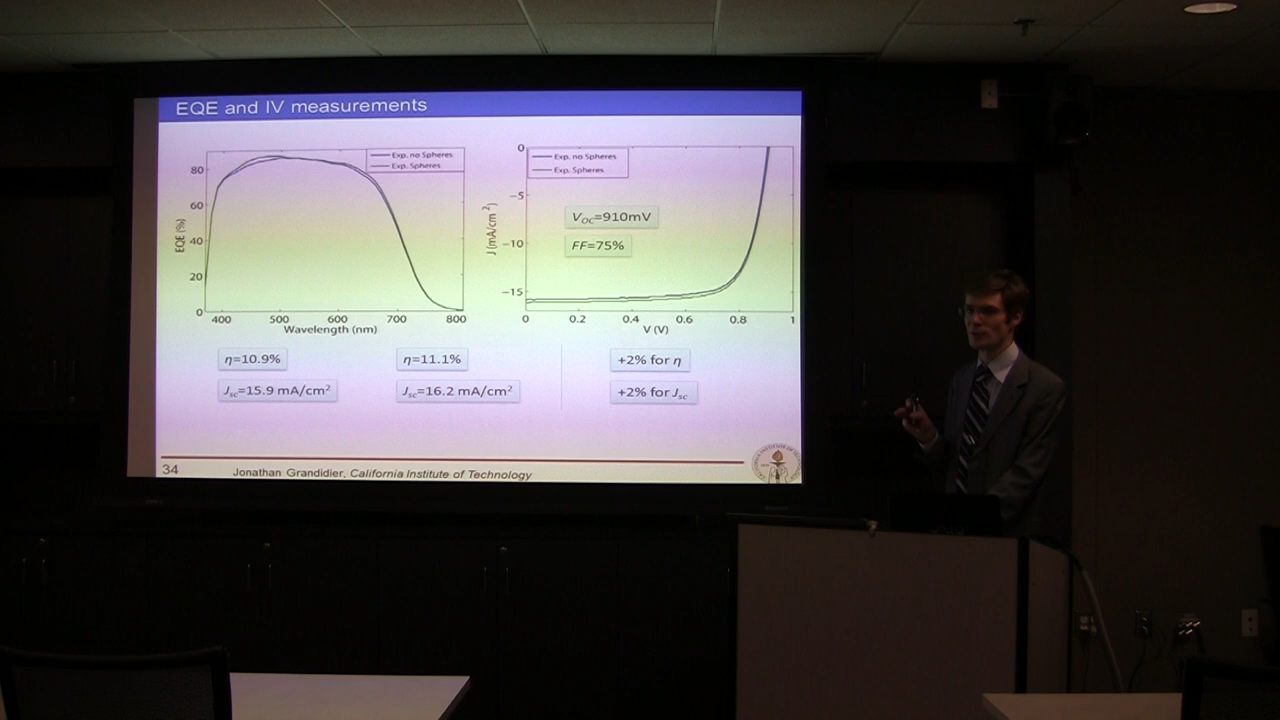 EQE and IV measurements
Exp. no Spheres
Exp. Spheres
80
60
40
20
0
EQE (%)
400 500 600 700 800
Wavelength (nm)
Exp. no Spheres
Exp. Spheres
0
−5
−10
−15
J (mA/cm²)
V_OC=910mV
FF=75%
0 0.2 0.4 0.6 0.8 1
V (V)
η=10.9%
η=11.1%
+2% for η
J_sc=15.9 mA/cm²
J_sc=16.2 mA/cm²
+2% for J_sc
34
Jonathan Grandidier, California Institute of Technology